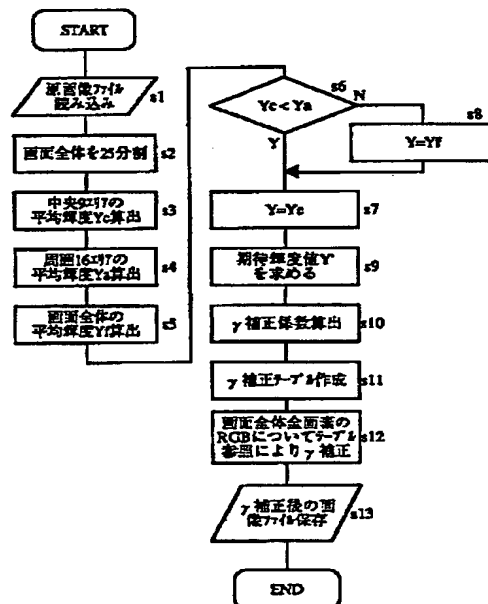 START
原画像ファイル
読み込み
s1
画面全体を25分割
s2
中央9エリアの
平均輝度Yc算出
s3
周囲16エリアの
平均輝度Ya算出
s4
画面全体の
平均輝度Yf算出
s5
Yc<Ya
s6
N
Y
Y=Yf
s8
Y=Yc
s7
期待輝度値Y'
を求める
s9
γ補正係数算出
s10
γ補正テーブル作成
s11
画面全体全画素の
RGBについてテーブル
参照によりγ補正
s12
γ補正後の画
像ファイル保存
s13
END